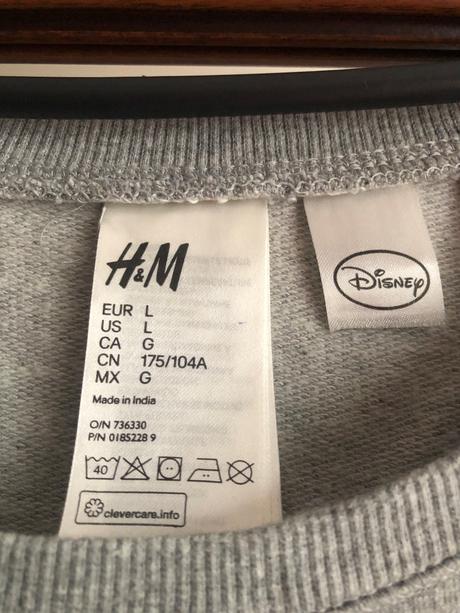 H&M
EUR L
US L
CA G
CN 175/104A
MX G
Made in India
O/N 736330
P/N 0185228 9
40
clevercare.info
Disney